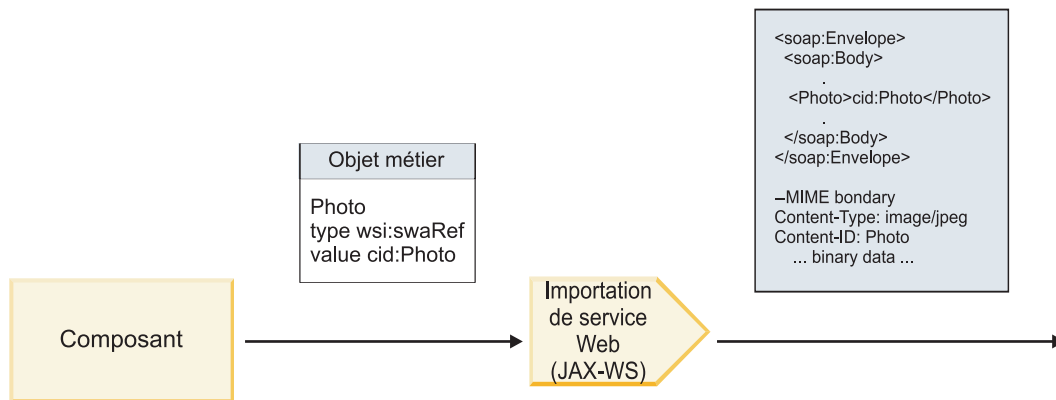 <soap:Envelope>
<soap:Body>
.
<Photo>cid:Photo</Photo>
.
</soap:Body>
</soap:Envelope>
–MIME bondary
Content-Type: image/jpeg
Content-ID: Photo
... binary data ...
Objet métier
Photo
type wsi:swaRef
value cid:Photo
Composant
Importation
de service
Web
(JAX-WS)